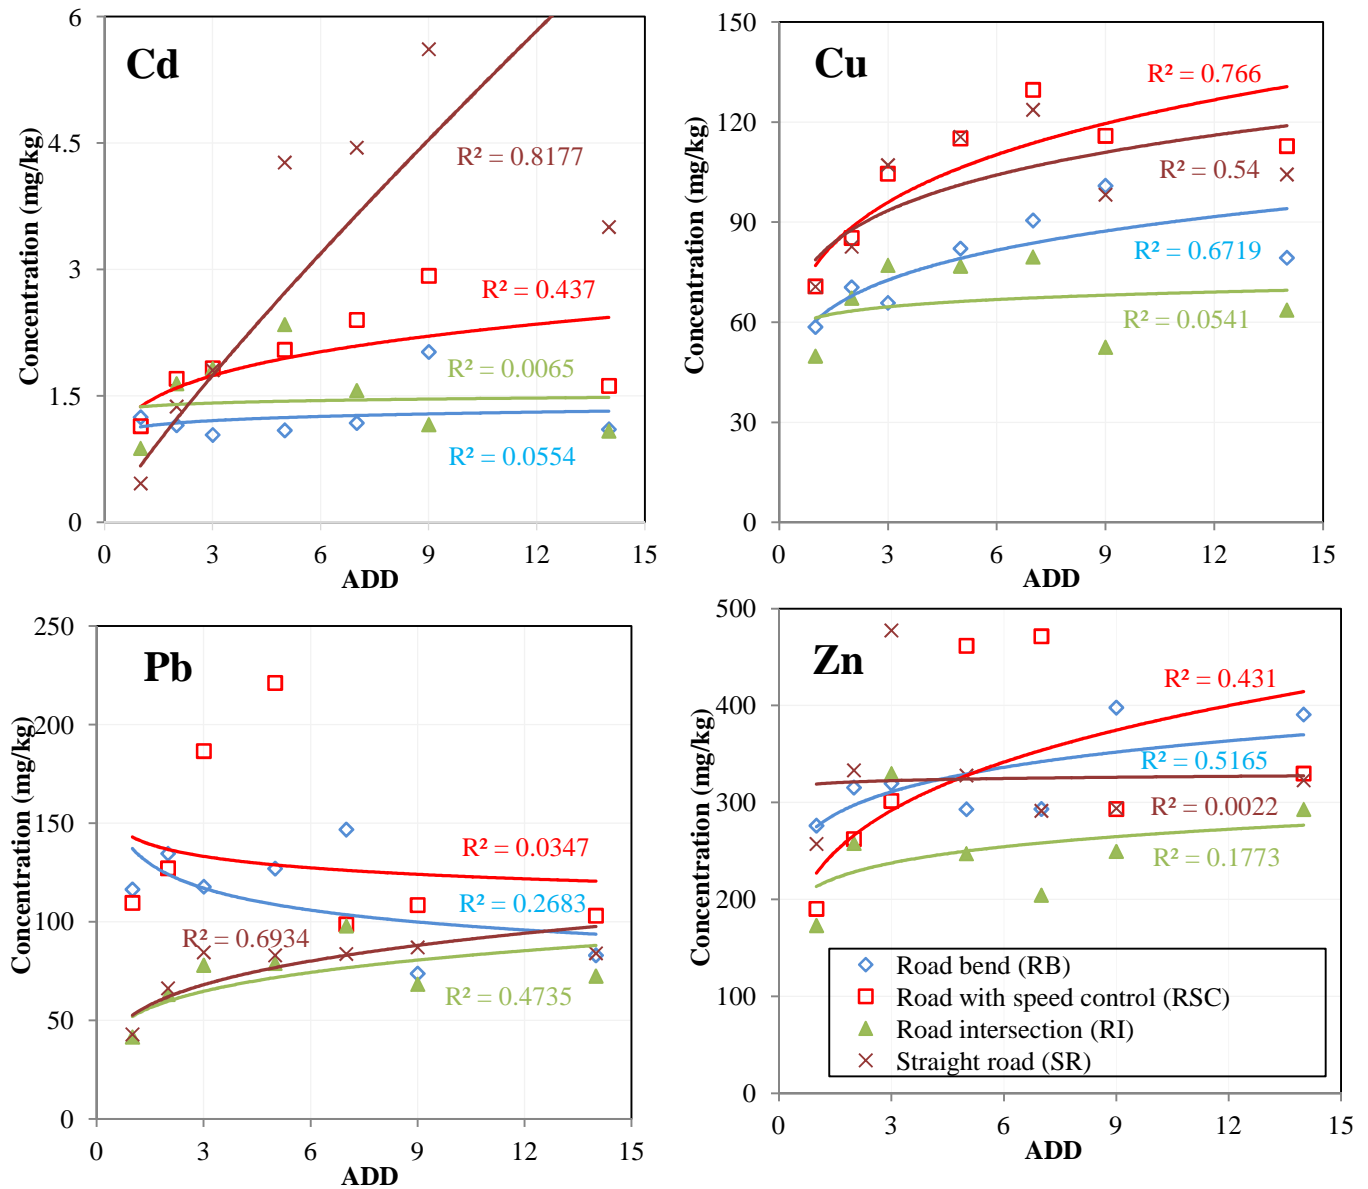 Cd
Concentration (mg/kg)
6
4.5
3
1.5
0
R² = 0.8177
R² = 0.437
R² = 0.0065
R² = 0.0554
0 3 6 9 12 15
ADD
Cu
Concentration (mg/kg)
150
120
90
60
30
0
R² = 0.766
R² = 0.54
R² = 0.6719
R² = 0.0541
0 3 6 9 12 15
ADD
Pb
Concentration (mg/kg)
250
200
150
100
50
0
R² = 0.0347
R² = 0.2683
R² = 0.6934
R² = 0.4735
0 3 6 9 12 15
ADD
Zn
Concentration (mg/kg)
500
400
300
200
100
0
R² = 0.431
R² = 0.5165
R² = 0.0022
R² = 0.1773
Road bend (RB)
Road with speed control (RSC)
Road intersection (RI)
Straight road (SR)
0 3 6 9 12 15
ADD